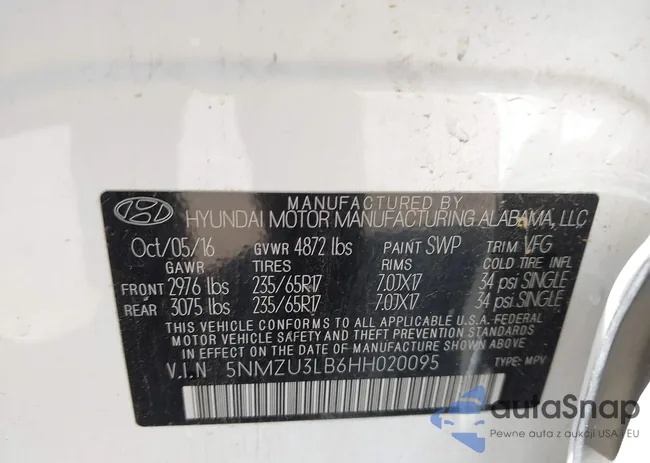 MANUFACTURED BY
HYUNDAI MOTOR MANUFACTURING ALABAMA, LLC
Oct/05/16 GVWR 4872 lbs PAINT SWP TRIM VFG
GAWR TIRES RIMS COLD TIRE INFL
FRONT 2976 lbs 235/65R17 7.0JX17 34 psi SINGLE
REAR 3075 lbs 235/65R17 7.0JX17 34 psi SINGLE
THIS VEHICLE CONFORMS TO ALL APPLICABLE U.S.A. FEDERAL
MOTOR VEHICLE SAFETY AND THEFT PREVENTION STANDARDS
IN EFFECT ON THE DATE OF MANUFACTURE SHOWN ABOVE.
V.I.N 5NMZU3LB6HH020095 TYPE: MPV
autaSnap
Pewne auta z aukcji USA i EU